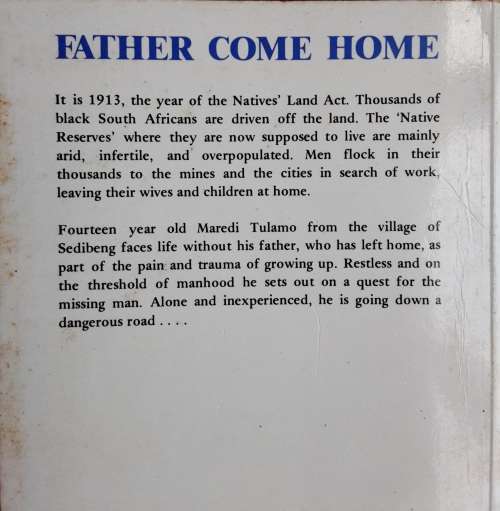 FATHER COME HOME
It is 1913, the year of the Natives' Land Act. Thousands of
black South Africans are driven off the land. The 'Native
Reserves' where they are now supposed to live are mainly
arid, infertile, and overpopulated. Men flock in their
thousands to the mines and the cities in search of work,
leaving their wives and children at home.
Fourteen year old Maredi Tulamo from the village of
Sedibeng faces life without his father, who has left home, as
part of the pain and trauma of growing up. Restless and on
the threshold of manhood he sets out on a quest for the
missing man. Alone and inexperienced, he is going down a
dangerous road . . . .